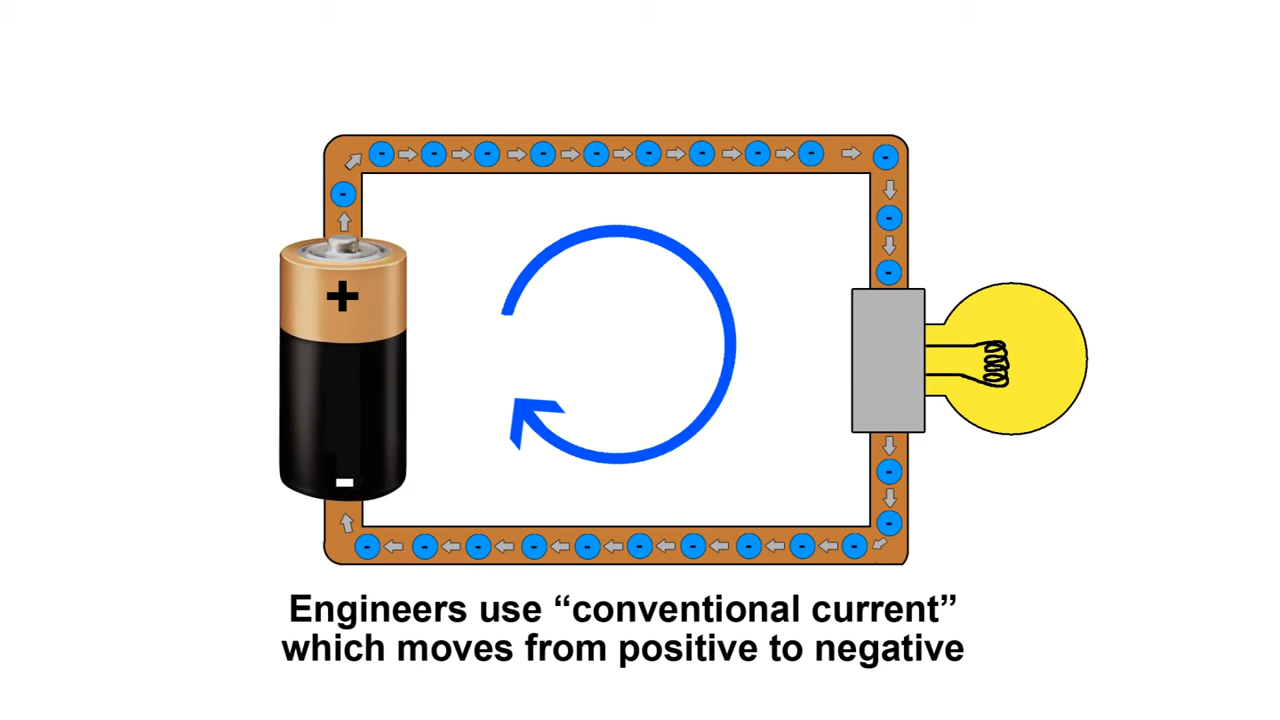 +
-
Engineers use “conventional current”
which moves from positive to negative